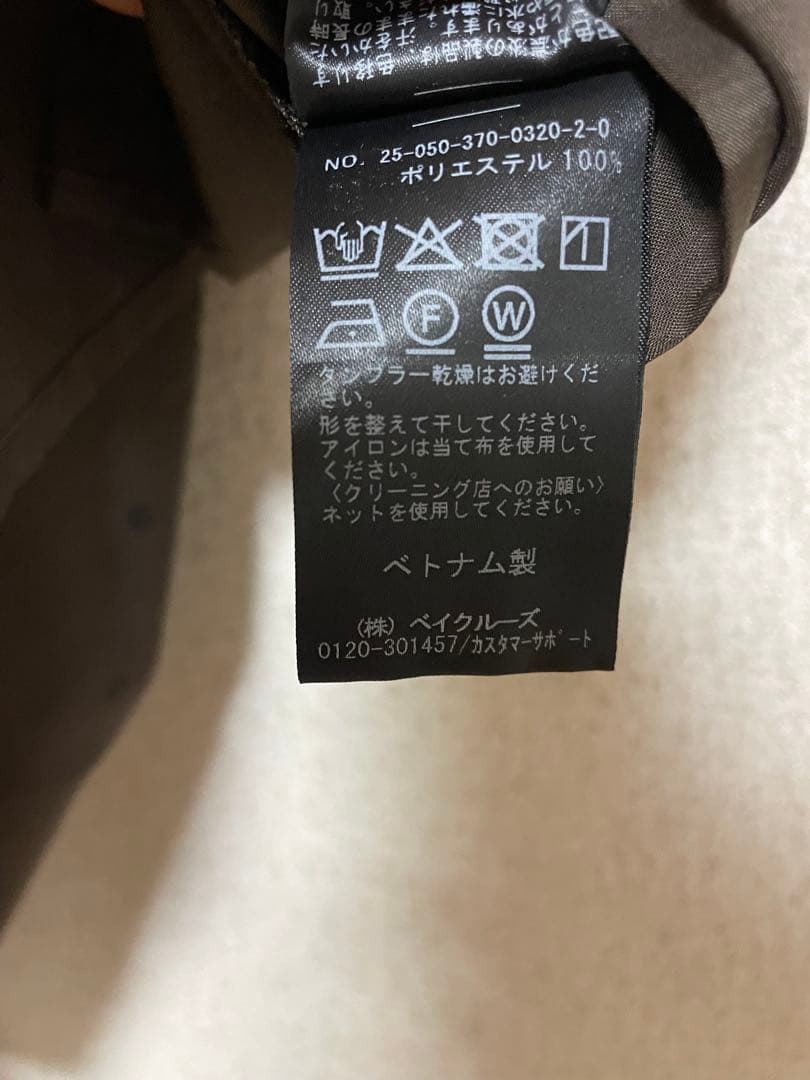 NO. 25-050-370-0320-2-0
ポリエステル 100%
F
W
タンブラー乾燥はお避けくだ
さい。
形を整えて干してください。
アイロンは当て布を使用して
ください。
〈クリーニング店へのお願い〉
ネットを使用してください。
ベトナム製
(株) ベイクルーズ
0120-301457/カスタマーサポート